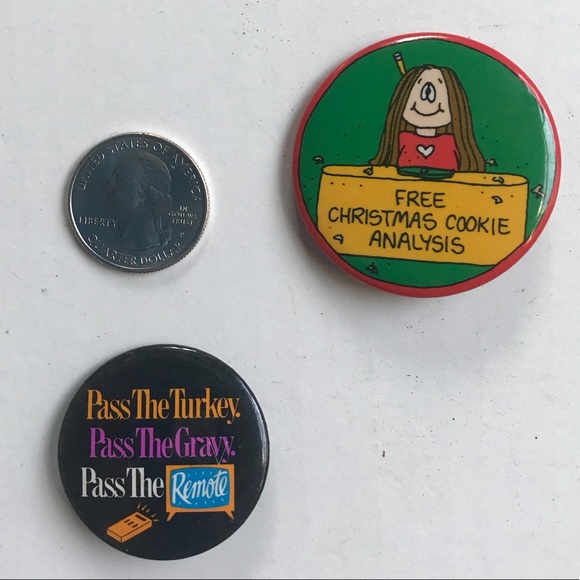 UNITED STATES OF AMERICA
LIBERTY
IN
GOD WE
TRUST
P
QUARTER DOLLAR
FREE
CHRISTMAS COOKIE
ANALYSIS
Pass The Turkey.
Pass The Gravy.
Pass The Remote